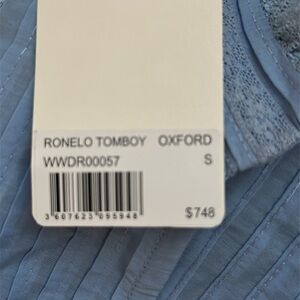 RONELO TOMBOY OXFORD
WWDR00057 S
3 607623 095948
$748